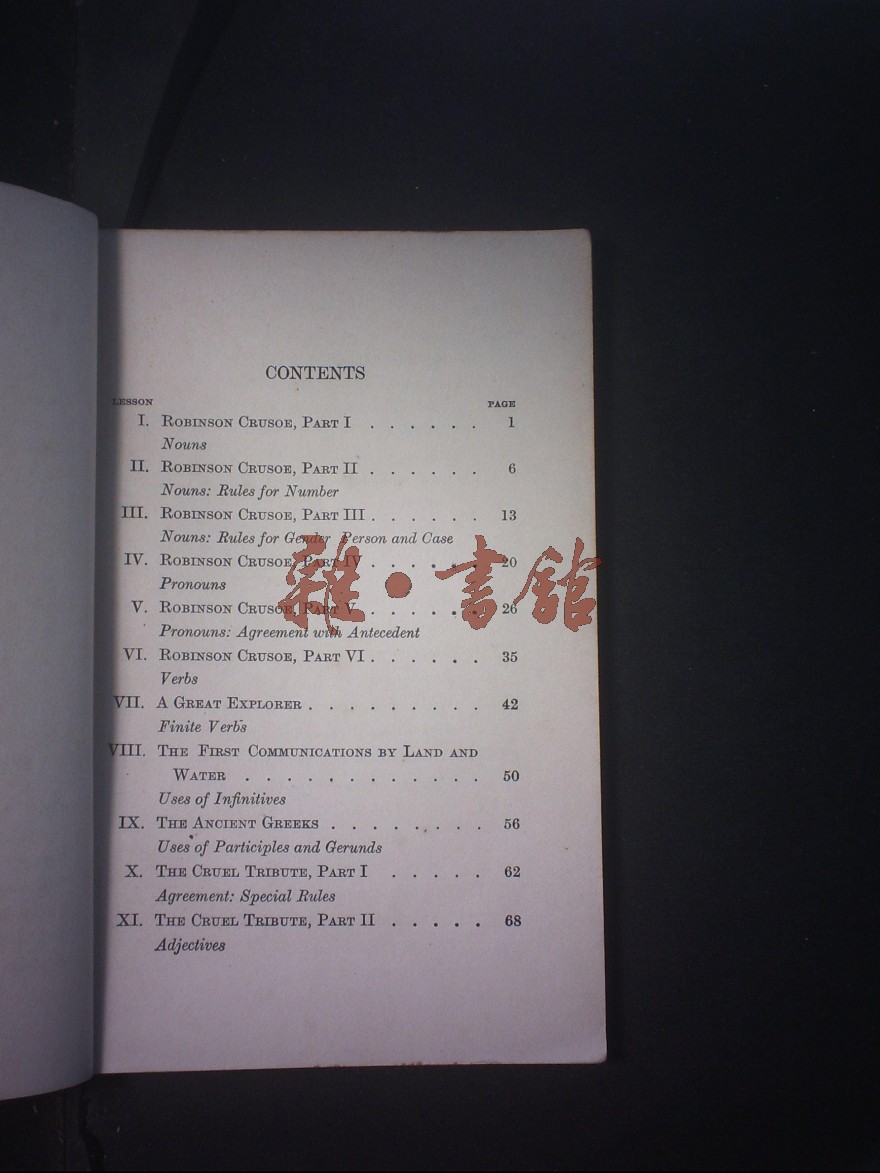 CONTENTS
LESSON PAGE
I. ROBINSON CRUSOE, PART I . . . . . . 1
Nouns
II. ROBINSON CRUSOE, PART II . . . . . . 6
Nouns: Rules for Number
III. ROBINSON CRUSOE, PART III . . . . . . 13
Nouns: Rules for Gender Person and Case
IV. ROBINSON CRUSOE, PART IV . . . . . . 20
Pronouns
雜·書館
V. ROBINSON CRUSOE, PART V . . . . . . 26
Pronouns: Agreement with Antecedent
VI. ROBINSON CRUSOE, PART VI . . . . . . 35
Verbs
VII. A GREAT EXPLORER . . . . . . . . . 42
Finite Verbs
VIII. THE FIRST COMMUNICATIONS BY LAND AND
WATER . . . . . . . . . . . . 50
Uses of Infinitives
IX. THE ANCIENT GREEKS . . . . . . . . 56
Uses of Participles and Gerunds
X. THE CRUEL TRIBUTE, PART I . . . . . 62
Agreement: Special Rules
XI. THE CRUEL TRIBUTE, PART II . . . . . 68
Adjectives